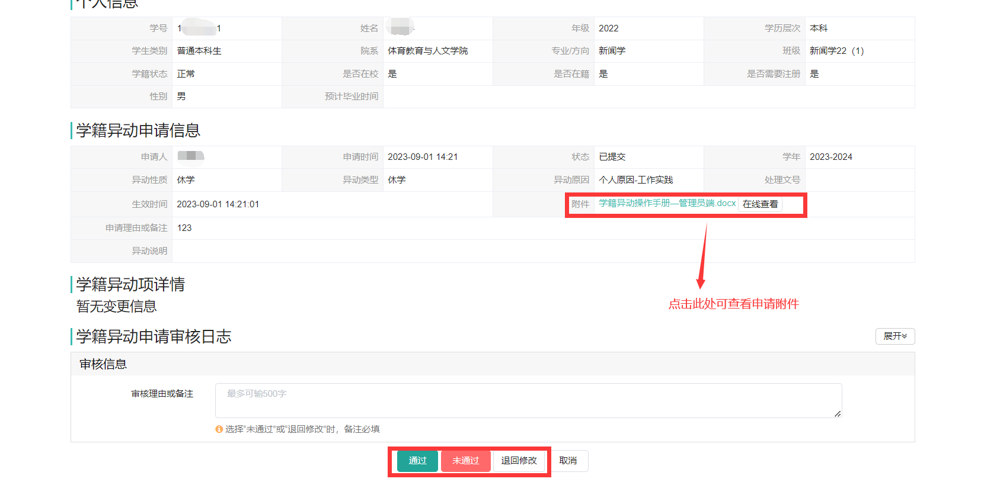 个人信息
学号 1 1 姓名 年级 2022 学历层次 本科
学生类别 普通本科生 院系 体育教育与人文学院 专业/方向 新闻学 班级 新闻学22（1）
学籍状态 正常 是否在校 是 是否在籍 是 是否需要注册 是
性别 男 预计毕业时间
学籍异动申请信息
申请人 申请时间 2023-09-01 14:21 状态 已提交 学年 2023-2024
异动性质 休学 异动类型 休学 异动原因 个人原因-工作实践 处理文号
生效时间 2023-09-01 14:21:01 附件 学籍异动操作手册—管理员端.docx 在线查看
申请理由或备注 123
异动说明
学籍异动项详情
暂无变更信息
点击此处可查看申请附件
学籍异动申请审核日志 展开
审核信息
审核理由或备注 最多可输500字
选择“未通过”或“退回修改”时，备注必填
通过 未通过 退回修改 取消